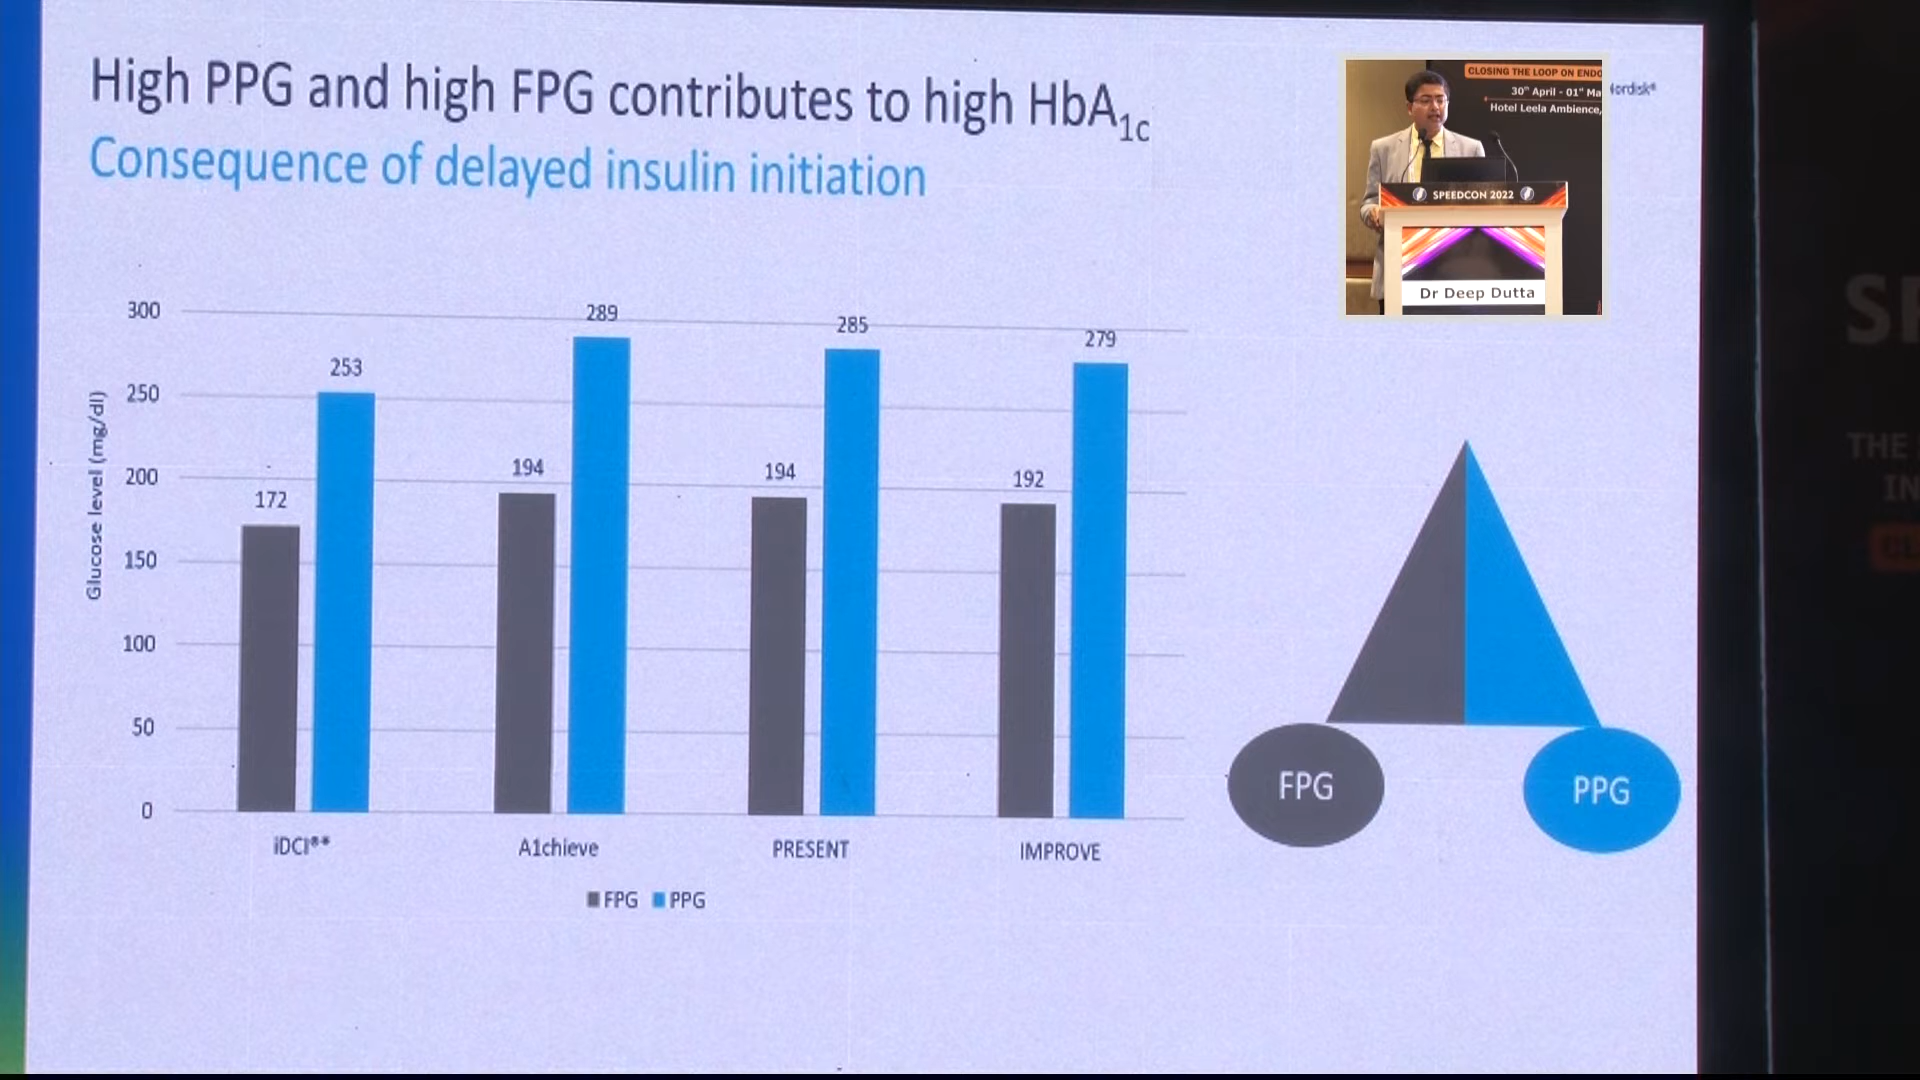 High PPG and high FPG contributes to high HbA1c
Consequence of delayed insulin initiation
CLOSING THE LOOP ON ENDO
30th April - 01st Ma
Hotel Leela Ambience,
SPEEDCON 2022
Dr Deep Dutta
Glucose level (mg/dl)
300
250
200
150
100
50
0
172
253
194
289
194
285
192
279
iDCI®*
A1chieve
PRESENT
IMPROVE
FPG
PPG
FPG
PPG
THE
IN